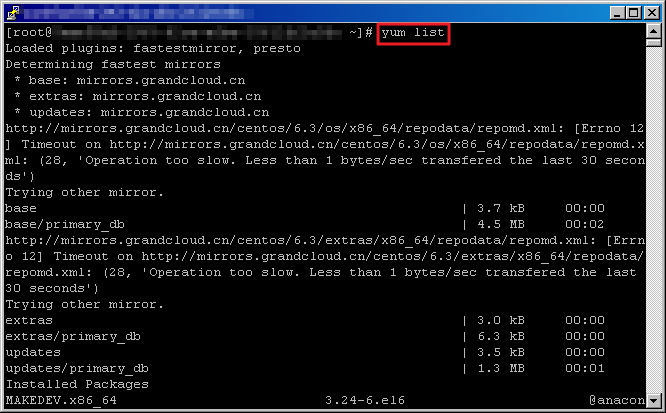 [root@ ~]# yum list
Loaded plugins: fastestmirror, presto
Determining fastest mirrors
 * base: mirrors.grandcloud.cn
 * extras: mirrors.grandcloud.cn
 * updates: mirrors.grandcloud.cn
http://mirrors.grandcloud.cn/centos/6.3/os/x86_64/repodata/repomd.xml: [Errno 12
] Timeout on http://mirrors.grandcloud.cn/centos/6.3/os/x86_64/repodata/repomd.x
ml: (28, 'Operation too slow. Less than 1 bytes/sec transfered the last 30 secon
ds')
Trying other mirror.
base | 3.7 kB 00:00
base/primary_db | 4.5 MB 00:02
http://mirrors.grandcloud.cn/centos/6.3/extras/x86_64/repodata/repomd.xml: [Errn
o 12] Timeout on http://mirrors.grandcloud.cn/centos/6.3/extras/x86_64/repodata/
repomd.xml: (28, 'Operation too slow. Less than 1 bytes/sec transfered the last
30 seconds')
Trying other mirror.
extras | 3.0 kB 00:00
extras/primary_db | 6.3 kB 00:00
updates | 3.5 kB 00:00
updates/primary_db | 1.3 MB 00:01
Installed Packages
MAKEDEV.x86_64 3.24-6.el6 @anacon